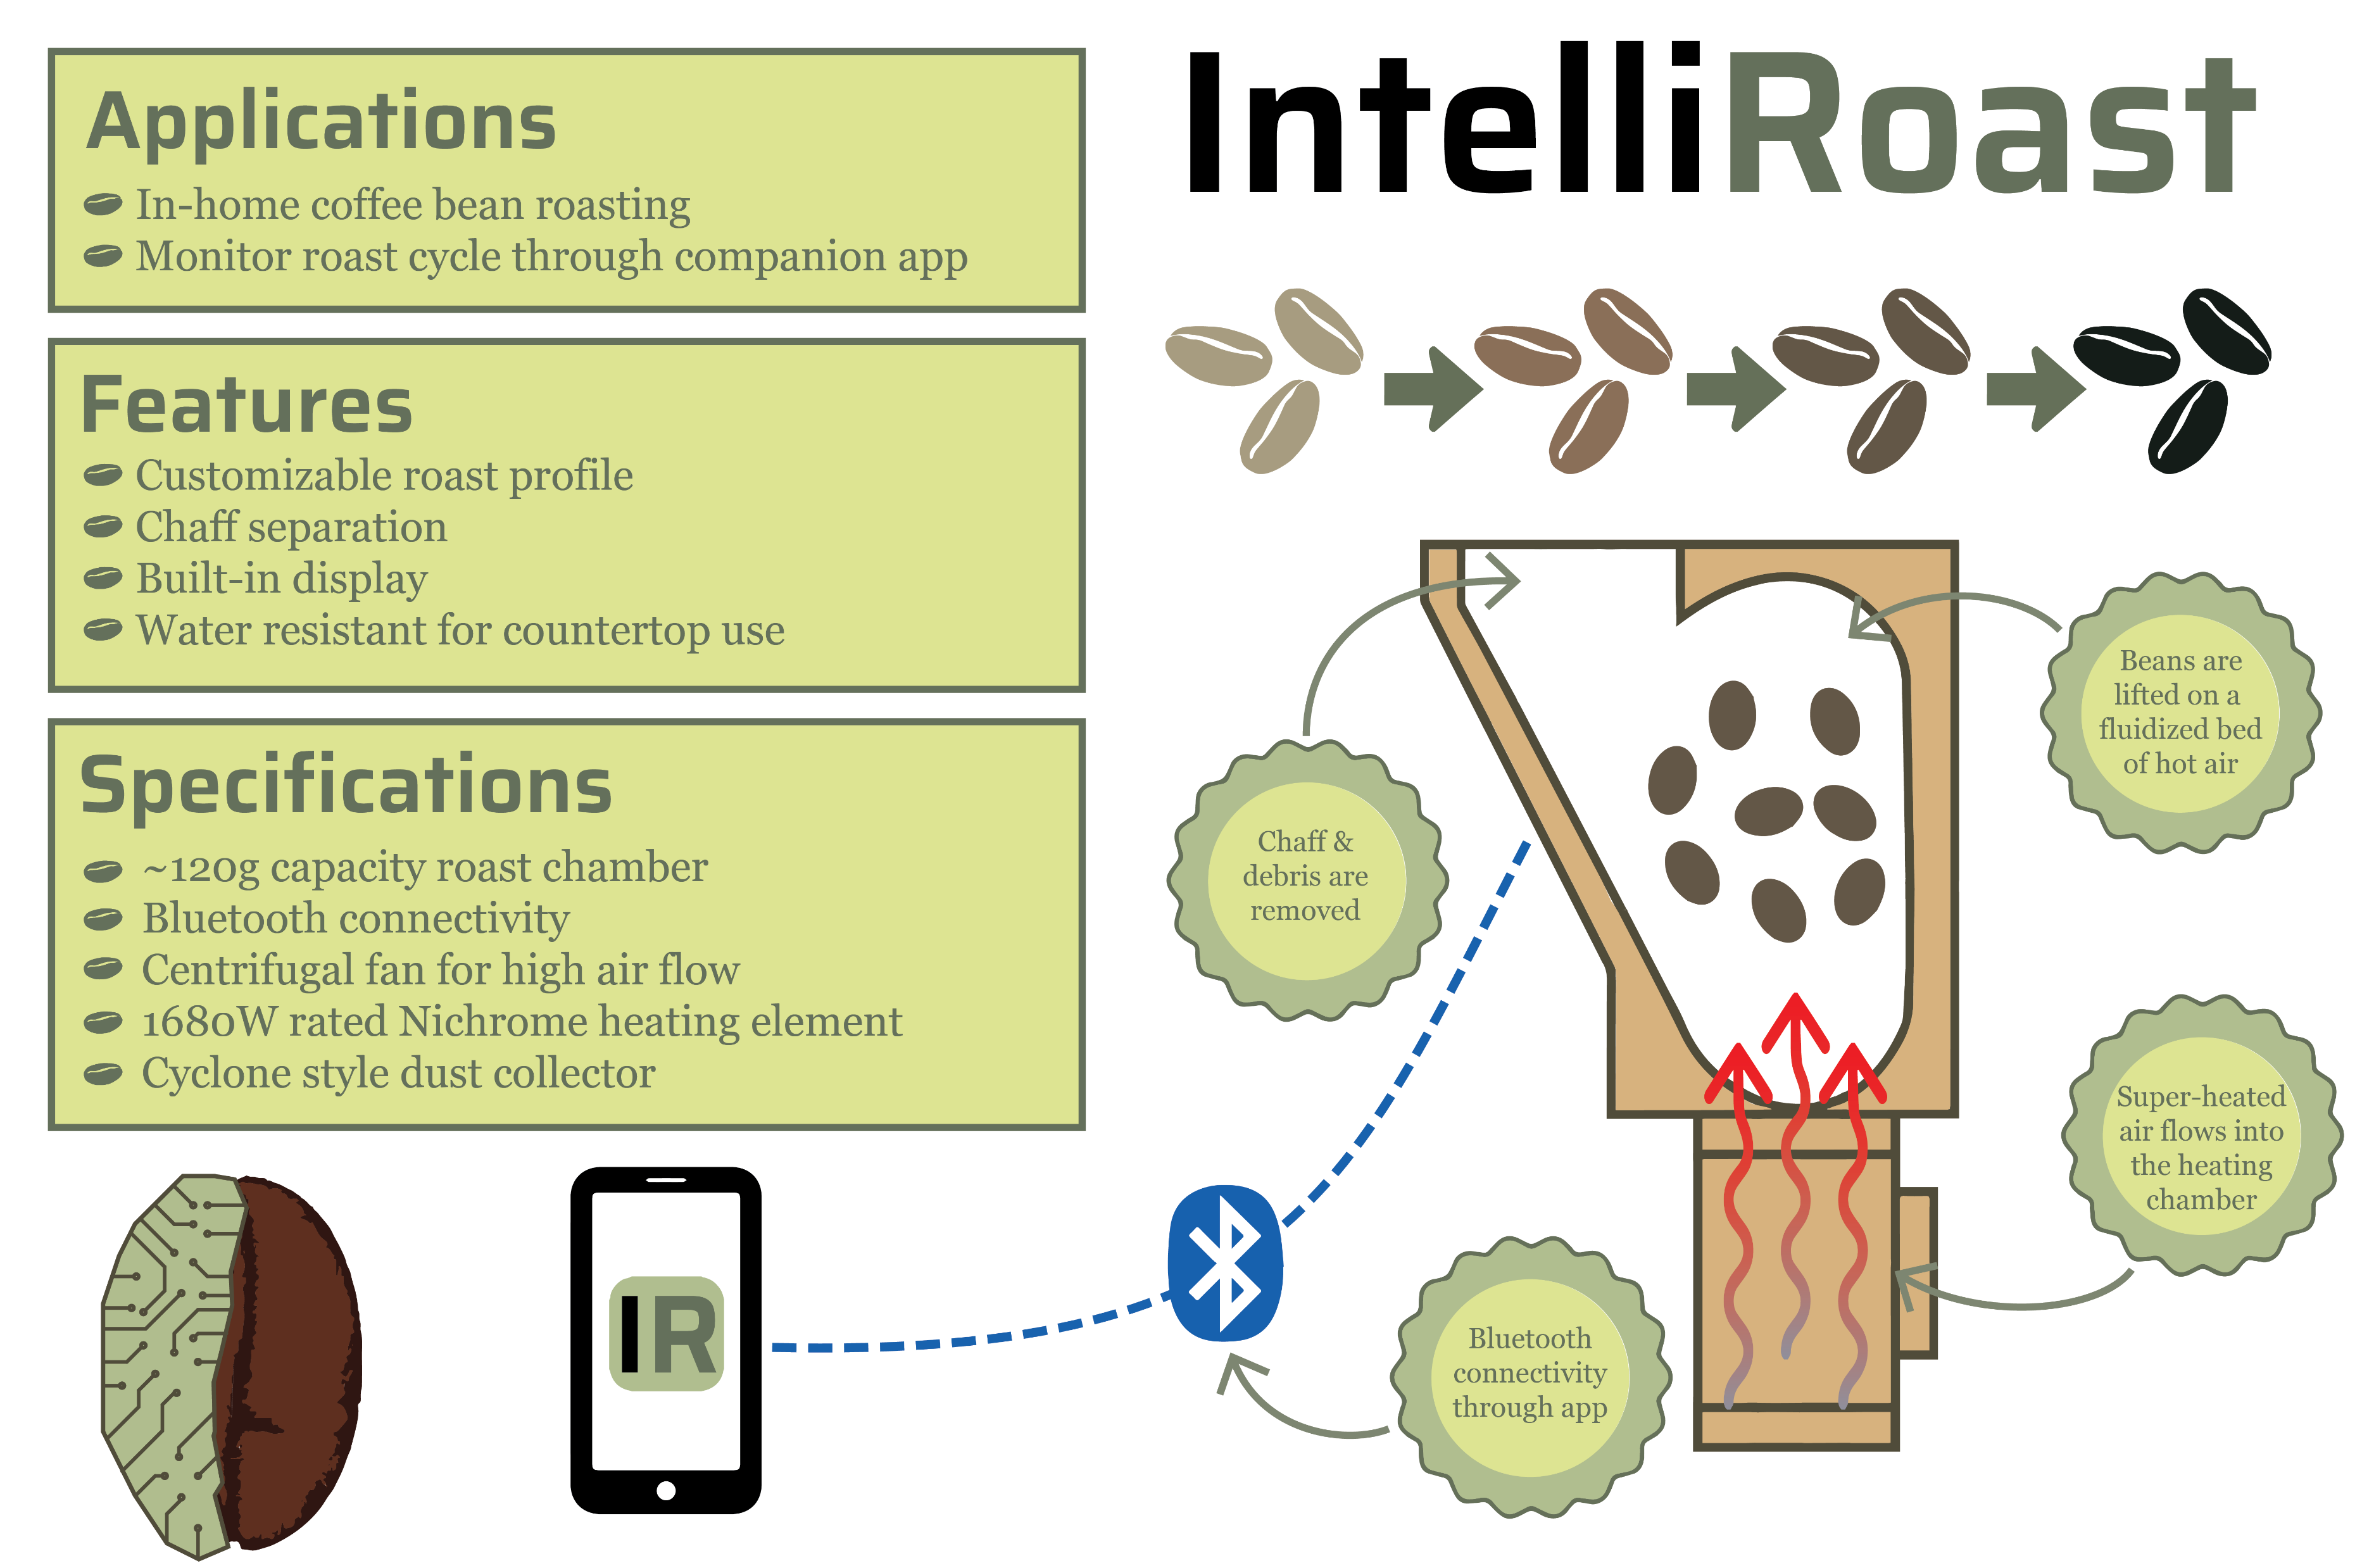 Applications
In-home coffee bean roasting
Monitor roast cycle through companion app
Features
Customizable roast profile
Chaff separation
Built-in display
Water resistant for countertop use
Specifications
~120g capacity roast chamber
Bluetooth connectivity
Centrifugal fan for high air flow
1680W rated Nichrome heating element
Cyclone style dust collector
IR
IntelliRoast
Beans are
lifted on a
fluidized bed
of hot air
Chaff &
debris are
removed
Super-heated
air flows into
the heating
chamber
Bluetooth
connectivity
through app